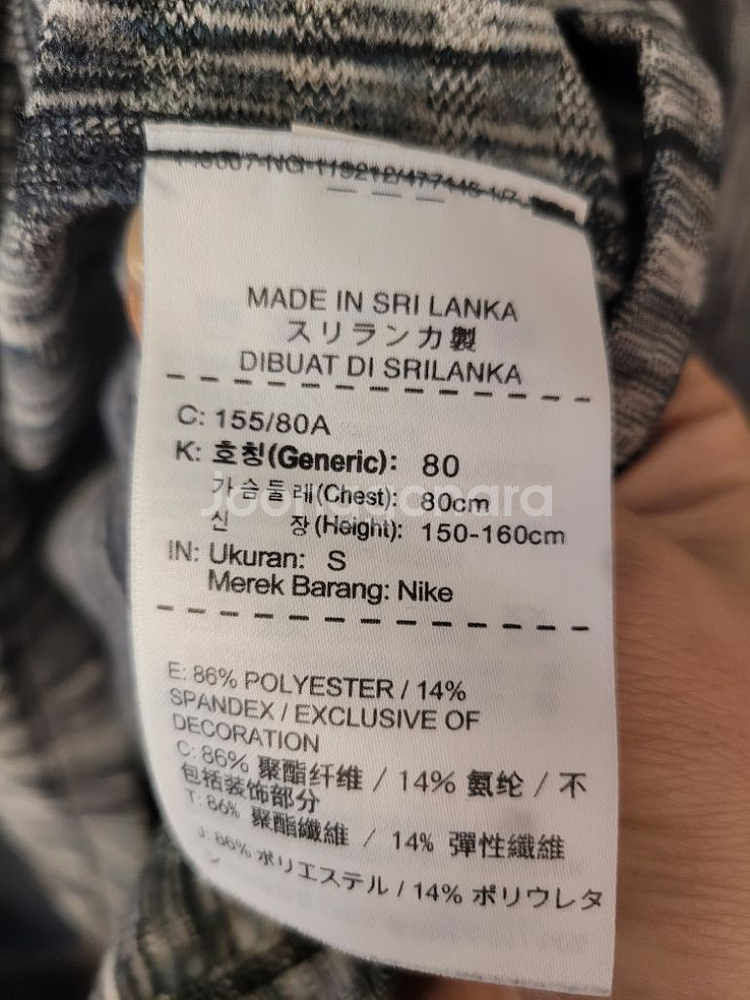 MADE IN SRI LANKA
スリランカ製
DIBUAT DI SRILANKA
C: 155/80A
K: 호칭(Generic): 80
가슴둘레(Chest): 80cm
신 장(Height): 150-160cm
IN: Ukuran: S
Merek Barang: Nike
joonggonara
E: 86% POLYESTER / 14%
SPANDEX / EXCLUSIVE OF
DECORATION
C: 86% 聚酯纤维 / 14% 氨纶 / 不
包括装饰部分
T: 86% 聚酯纖維 / 14% 彈性纖維
J: 86% ポリエステル / 14% ポリウレタ
ン